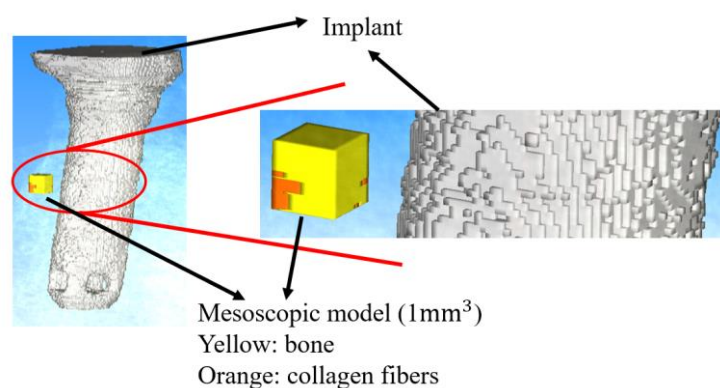 Implant
Mesoscopic model (1mm³)
Yellow: bone
Orange: collagen fibers